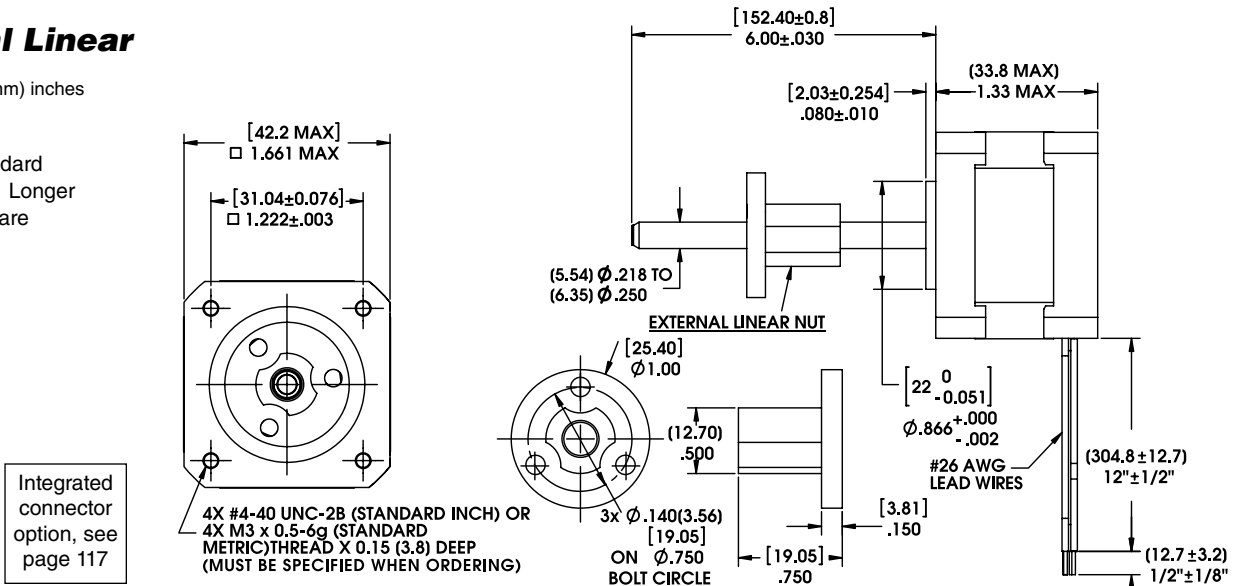 al Linear
nm) inches
dard
Longer
are
[42.2 MAX]
□ 1.661 MAX
[31.04±0.076]
□ 1.222±.003
4X #4-40 UNC-2B (STANDARD INCH) OR
4X M3 x 0.5-6g (STANDARD
METRIC)THREAD X 0.15 (3.8) DEEP
(MUST BE SPECIFIED WHEN ORDERING)
Integrated
connector
option, see
page 117
[152.40±0.8]
6.00±.030
[2.03±0.254]
.080±.010
(33.8 MAX)
1.33 MAX
(5.54) Ø.218 TO
(6.35) Ø.250
EXTERNAL LINEAR NUT
[25.40]
Ø1.00
3x Ø.140(3.56)
[19.05]
ON Ø.750
BOLT CIRCLE
(12.70)
.500
[3.81]
.150
[19.05]
.750
[22 0 -0.051]
Ø.866 +.000 -.002
#26 AWG
LEAD WIRES
(304.8±12.7)
12"±1/2"
(12.7 ±3.2)
1/2"±1/8"